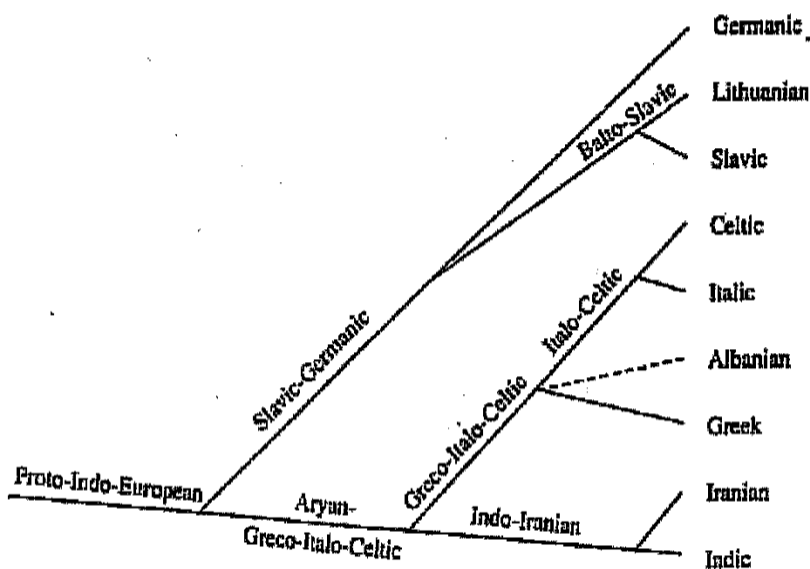 Germanic
Lithuanian
Balto-Slavic
Slavic
Celtic
Italic
Italo-Celtic
Slavic-Germanic
Albanian
Greco-Italo-Celtic
Greek
Proto-Indo-European
Aryan-
Greco-Italo-Celtic
Indo-Iranian
Iranian
Indic